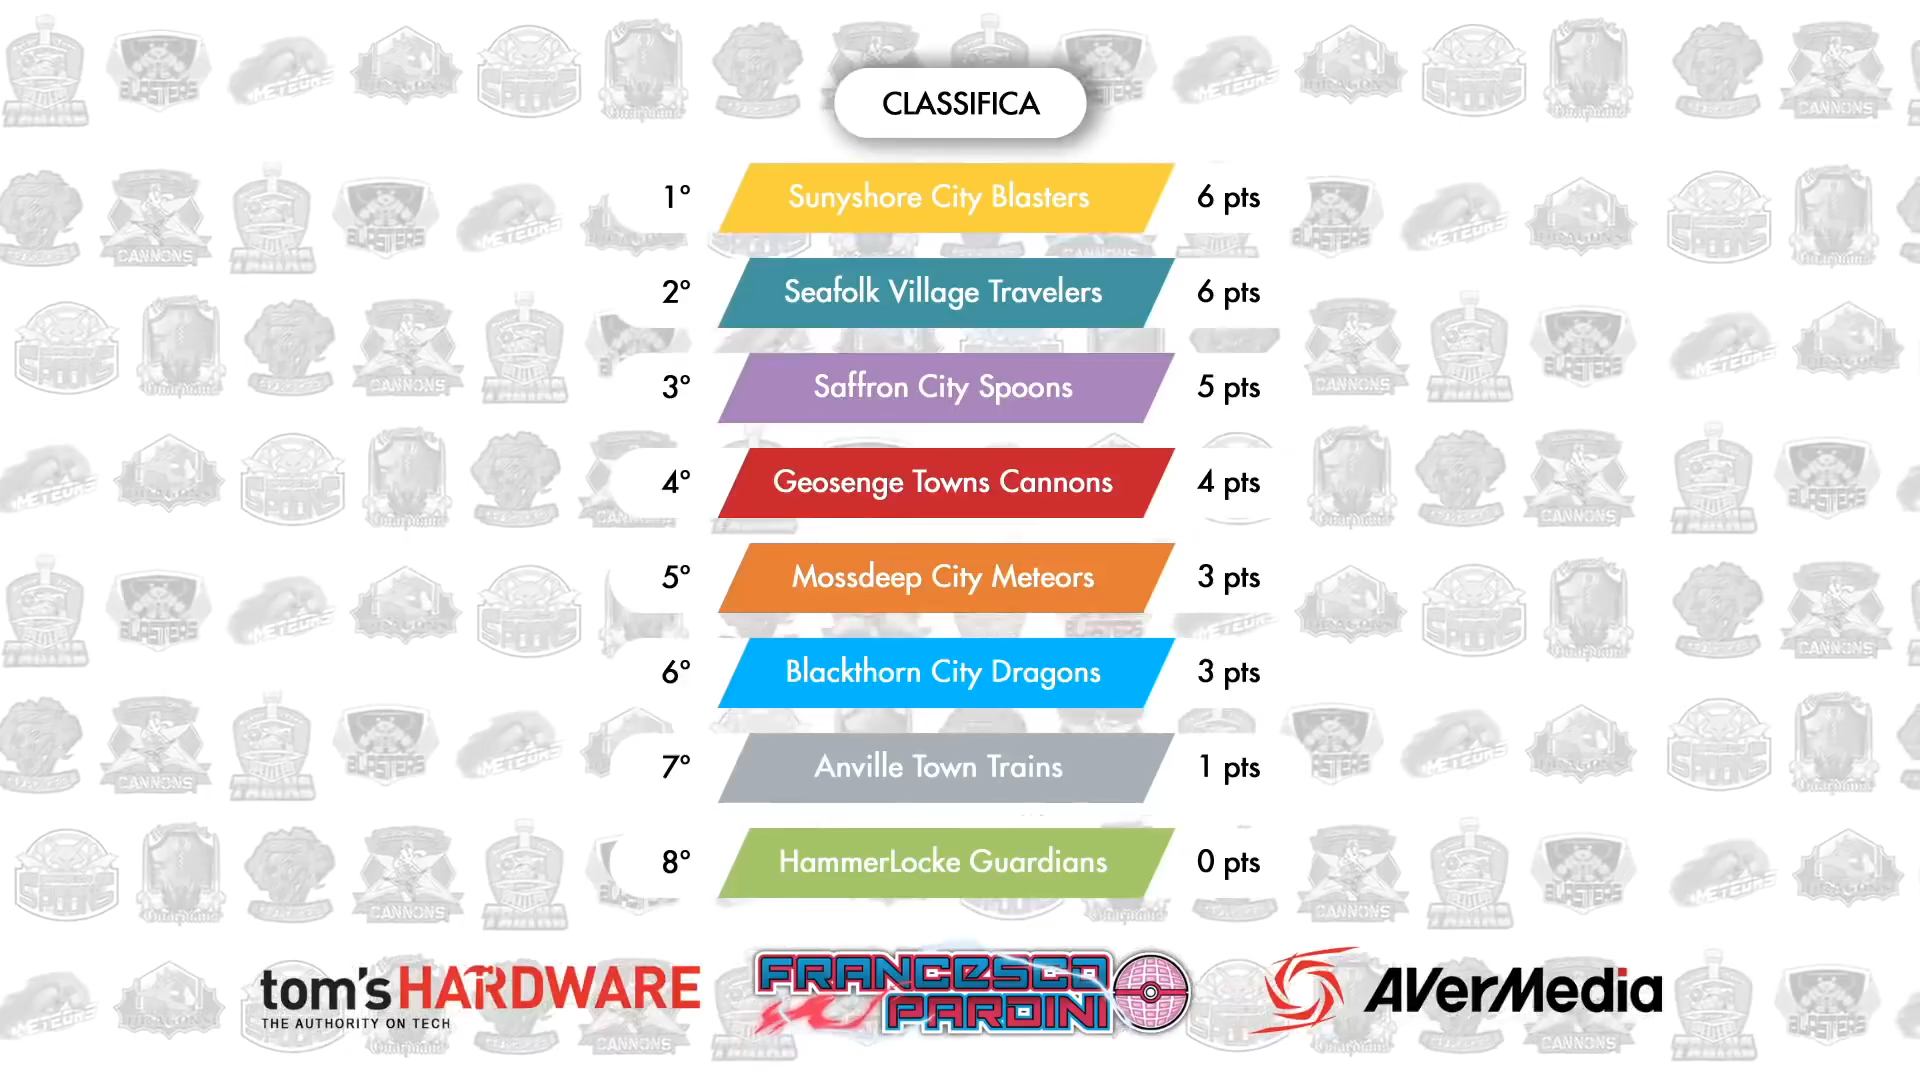 CLASSIFICA
1° Sunyshore City Blasters 6 pts
2° Seafolk Village Travelers 6 pts
3° Saffron City Spoons 5 pts
4° Geosenge Towns Cannons 4 pts
5° Mossdeep City Meteors 3 pts
6° Blackthorn City Dragons 3 pts
7° Anville Town Trains 1 pts
8° HammerLocke Guardians 0 pts
tom's HARDWARE
THE AUTHORITY ON TECH
FRANCESCO
PARDINI
AVerMedia